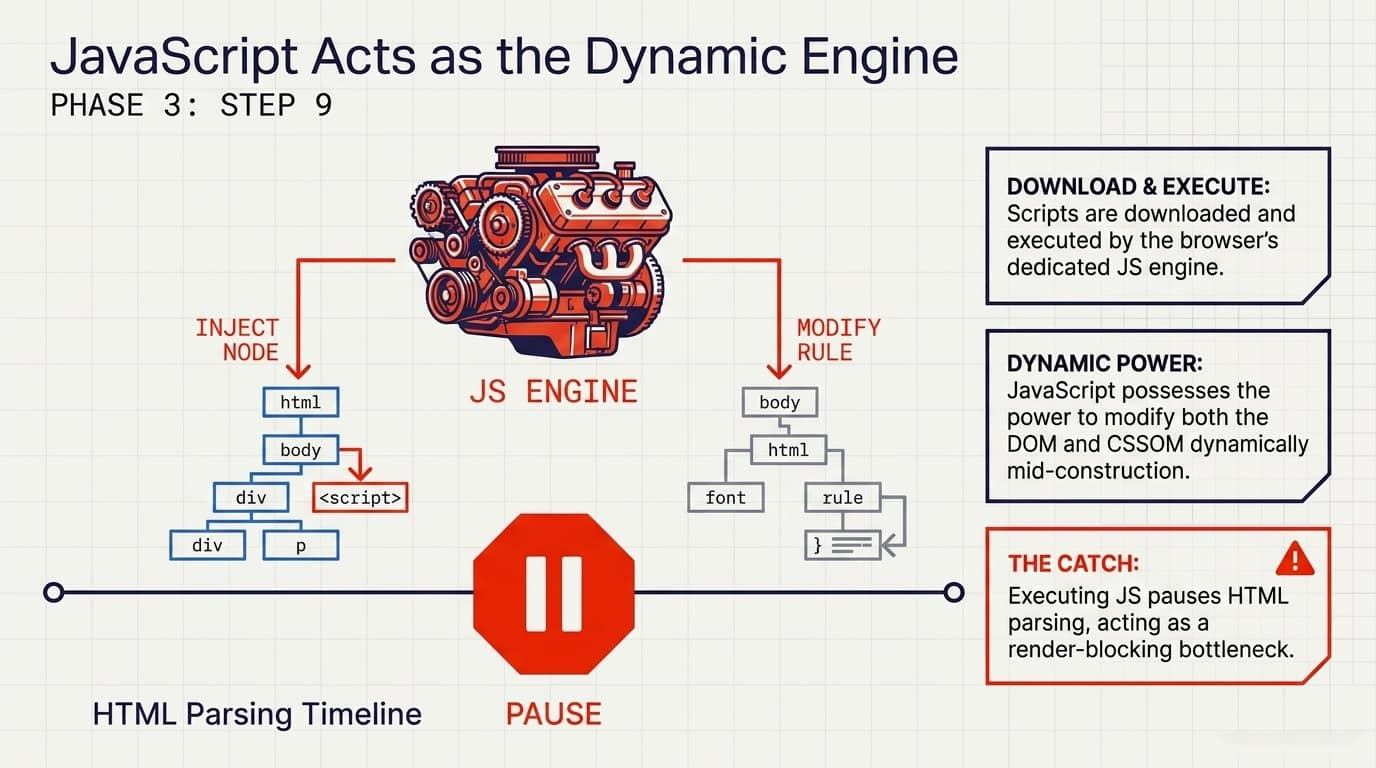 JavaScript Acts as the Dynamic Engine
PHASE 3: STEP 9
INJECT
NODE
JS ENGINE
MODIFY
RULE
html
body
div
<script>
div
p
body
html
font
rule
}
HTML Parsing Timeline
PAUSE
DOWNLOAD & EXECUTE:
Scripts are downloaded and
executed by the browser's
dedicated JS engine.
DYNAMIC POWER:
JavaScript possesses the
power to modify both the
DOM and CSSOM dynamically
mid-construction.
THE CATCH:
!
Executing JS pauses HTML
parsing, acting as a
render-blocking bottleneck.